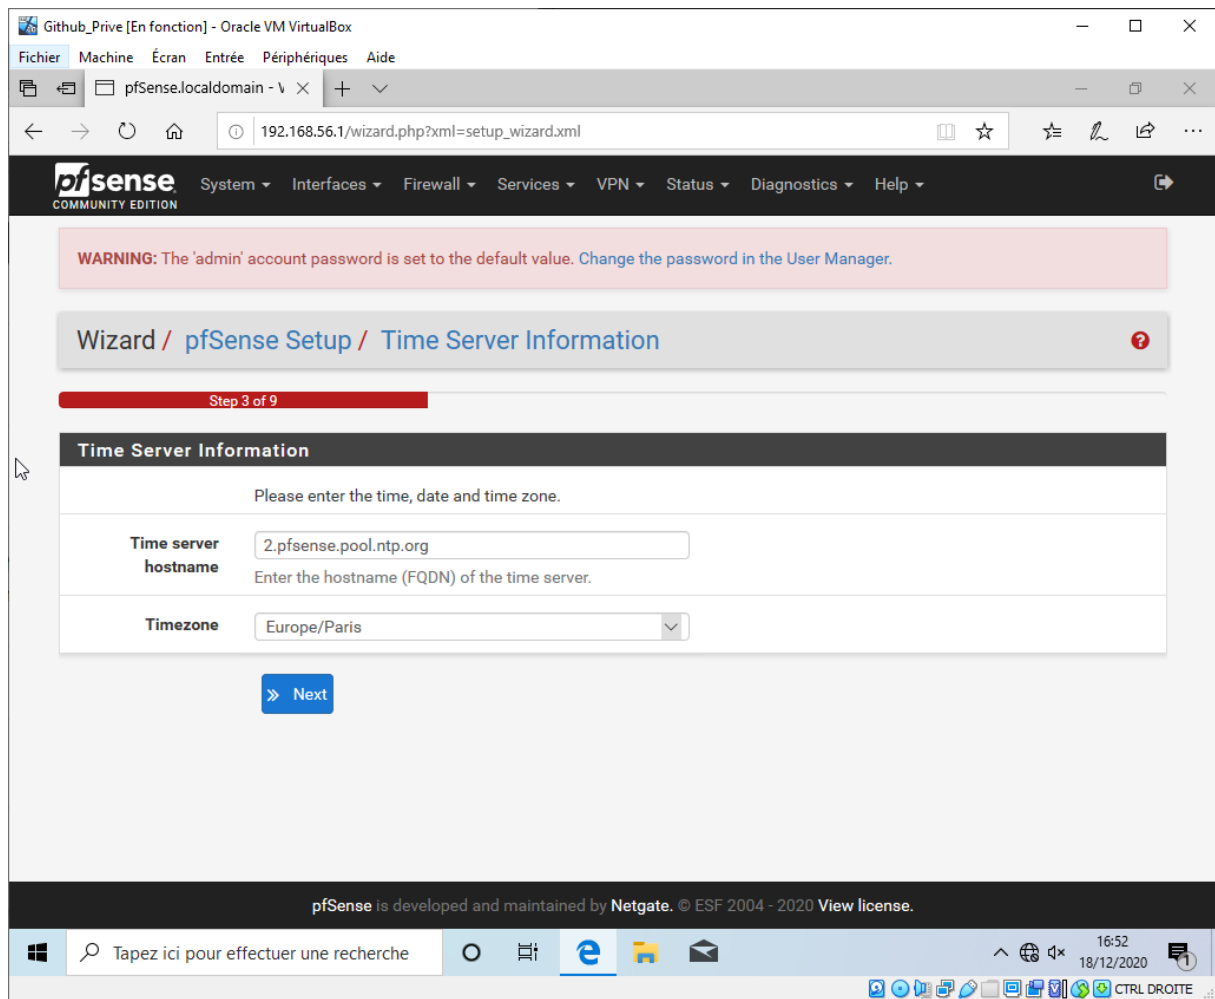 Github_Prive [En fonction] - Oracle VM VirtualBox
Fichier Machine Écran Entrée Périphériques Aide
pfSense.localdomain - V
192.168.56.1/wizard.php?xml=setup_wizard.xml
pfsense
COMMUNITY EDITION
System Interfaces Firewall Services VPN Status Diagnostics Help
WARNING: The 'admin' account password is set to the default value. Change the password in the User Manager.
Wizard / pfSense Setup / Time Server Information
Step 3 of 9
Time Server Information
Please enter the time, date and time zone.
Time server hostname
2.pfsense.pool.ntp.org
Enter the hostname (FQDN) of the time server.
Timezone
Europe/Paris
Next
pfSense is developed and maintained by Netgate. © ESF 2004 - 2020 View license.
Tapez ici pour effectuer une recherche
16:52
18/12/2020
1
CTRL DROITE